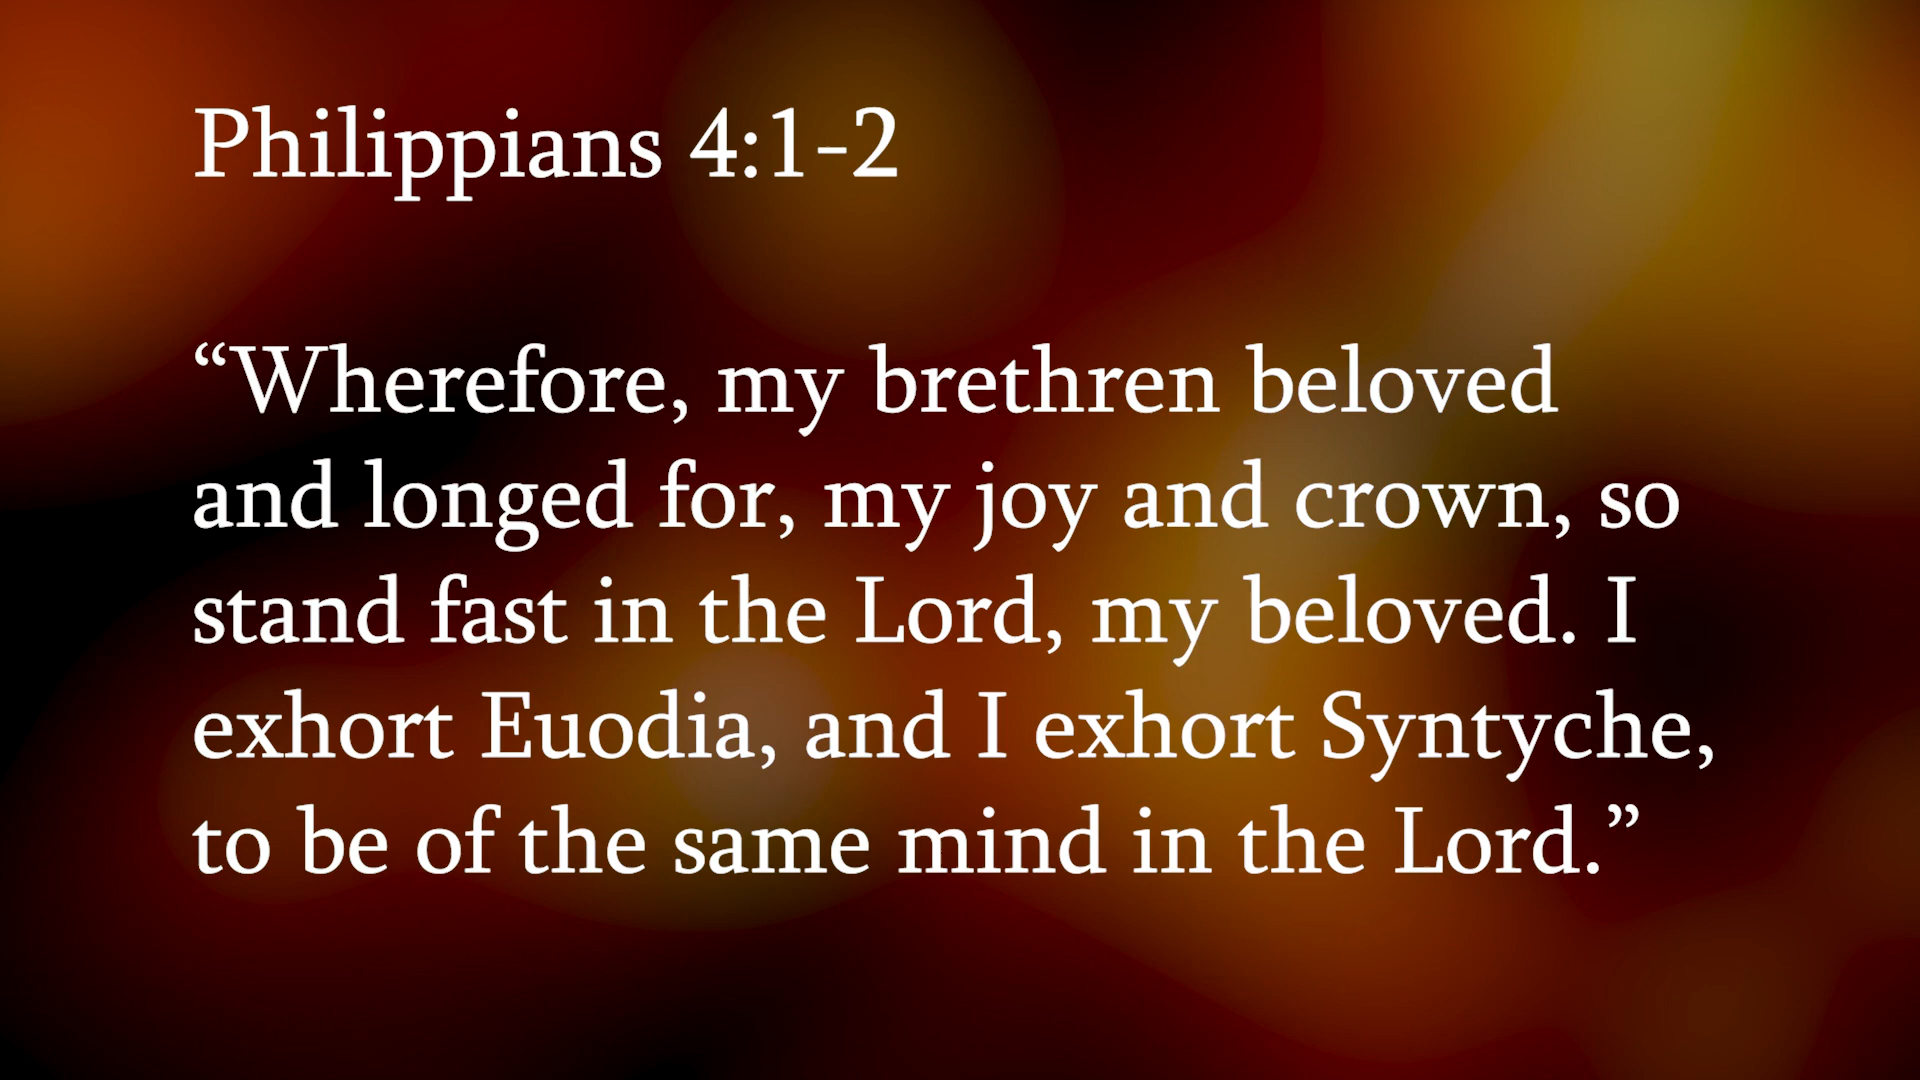 Philippians 4:1-2
“Wherefore, my brethren beloved
and longed for, my joy and crown, so
stand fast in the Lord, my beloved. I
exhort Euodia, and I exhort Syntyche,
to be of the same mind in the Lord.”